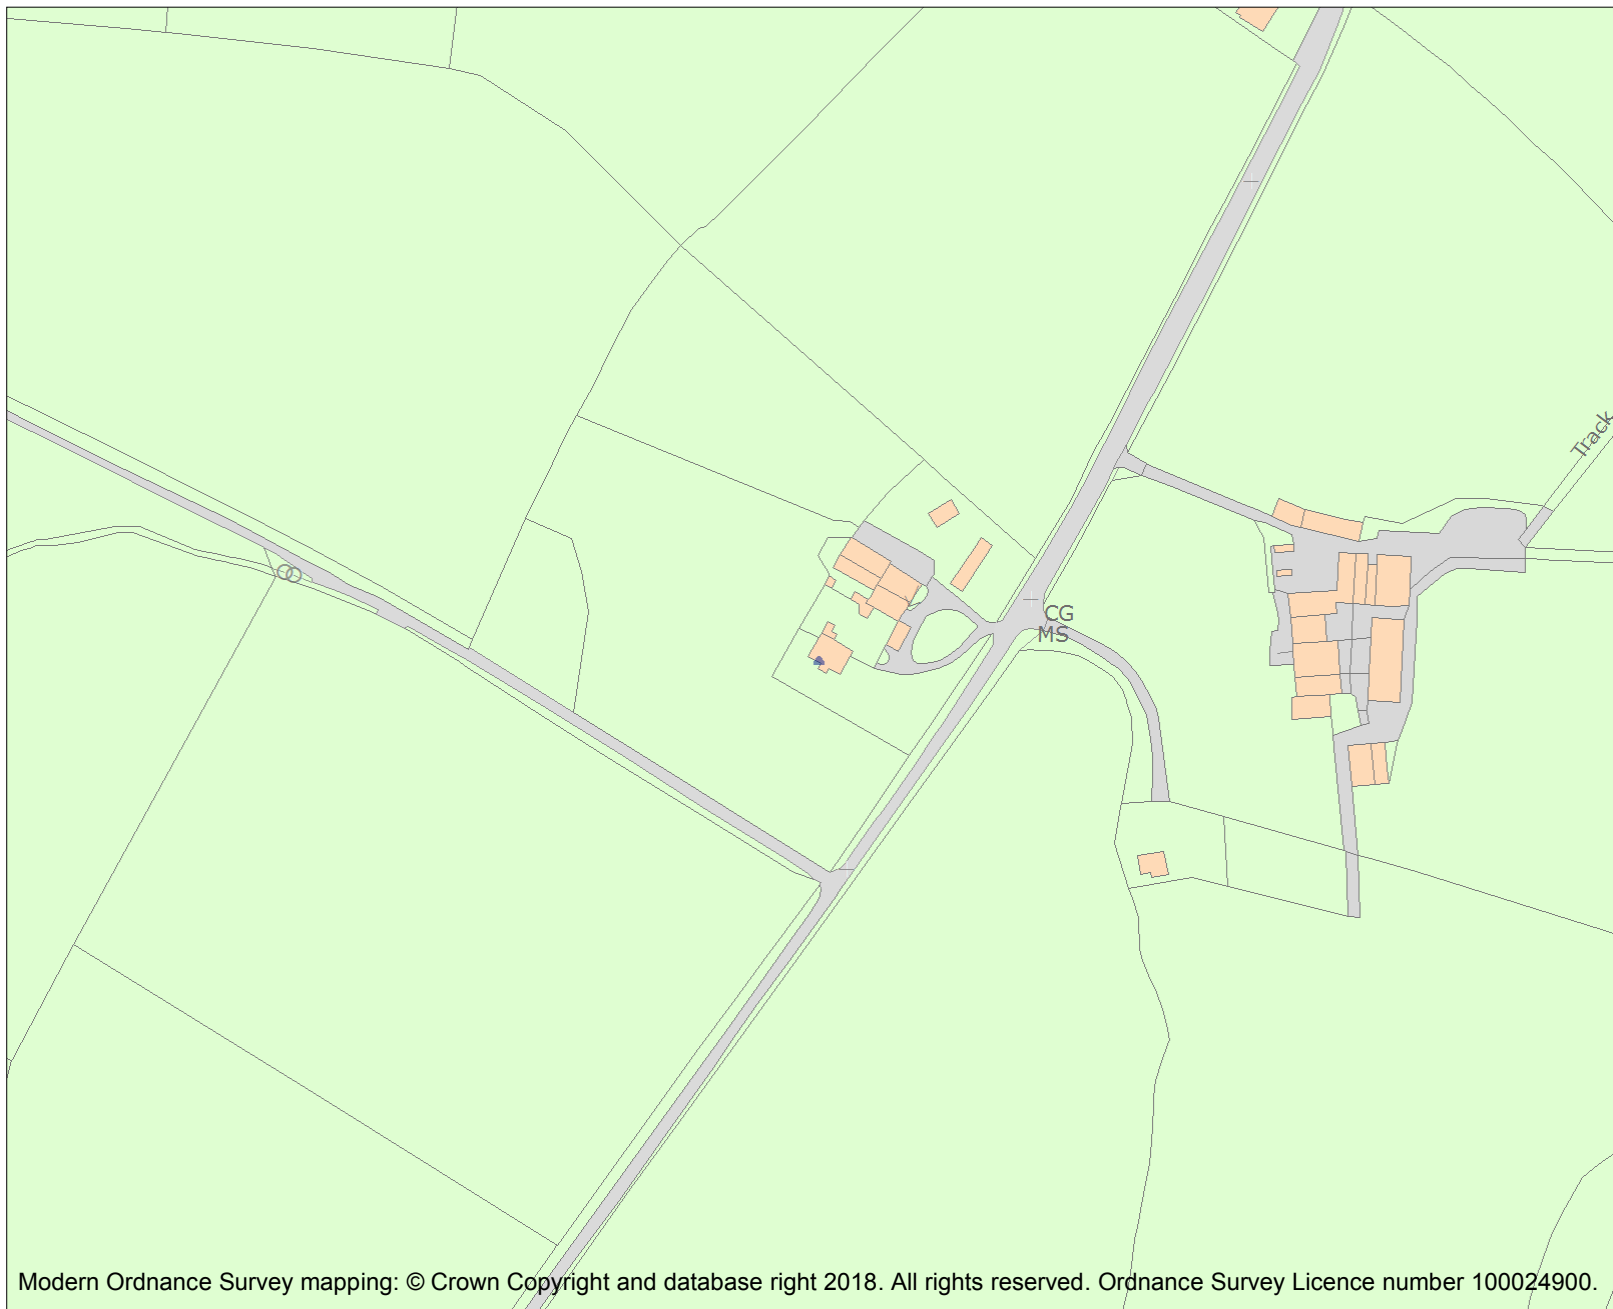 Track
CG
MS
Modern Ordnance Survey mapping: © Crown Copyright and database right 2018. All rights reserved. Ordnance Survey Licence number 100024900.